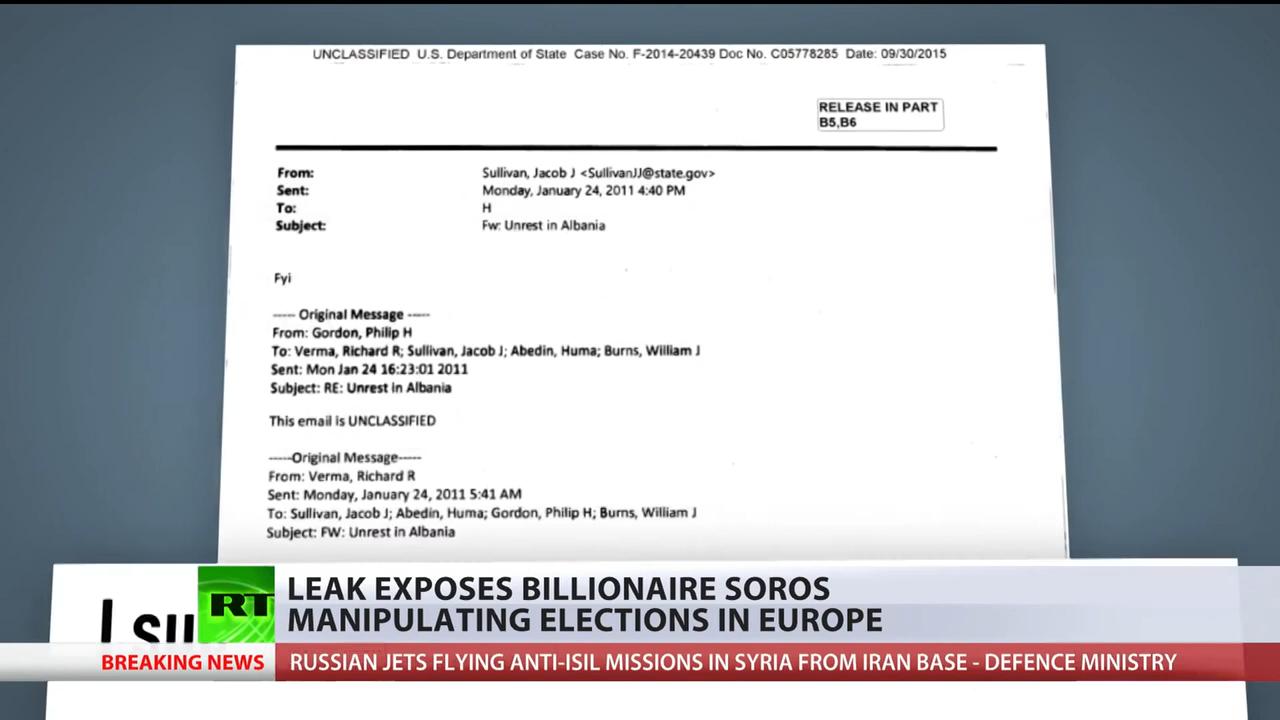 UNCLASSIFIED U.S. Department of State Case No. F-2014-20439 Doc No. C05778285 Date: 09/30/2015
RELEASE IN PART
B5,B6
From: Sullivan, Jacob J <SullivanJJ@state.gov>
Sent: Monday, January 24, 2011 4:40 PM
To: H
Subject: Fw: Unrest in Albania
Fyi
----- Original Message -----
From: Gordon, Philip H
To: Verma, Richard R; Sullivan, Jacob J; Abedin, Huma; Burns, William J
Sent: Mon Jan 24 16:23:01 2011
Subject: RE: Unrest in Albania
This email is UNCLASSIFIED
-----Original Message-----
From: Verma, Richard R
Sent: Monday, January 24, 2011 5:41 AM
To: Sullivan, Jacob J; Abedin, Huma; Gordon, Philip H; Burns, William J
Subject: FW: Unrest in Albania
RT
LEAK EXPOSES BILLIONAIRE SOROS
MANIPULATING ELECTIONS IN EUROPE
BREAKING NEWS RUSSIAN JETS FLYING ANTI-ISIL MISSIONS IN SYRIA FROM IRAN BASE - DEFENCE MINISTRY